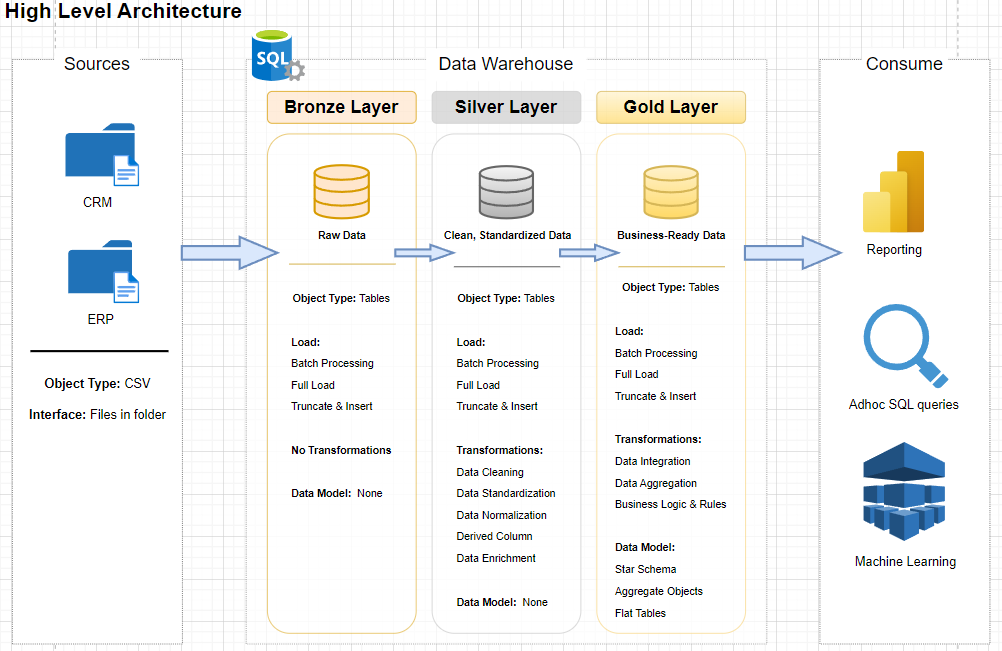 High Level Architecture
Sources
CRM
ERP
Object Type: CSV
Interface: Files in folder
SQL
Data Warehouse
Bronze Layer
Raw Data
Object Type: Tables
Load:
Batch Processing
Full Load
Truncate & Insert
No Transformations
Data Model: None
Silver Layer
Clean, Standardized Data
Object Type: Tables
Load:
Batch Processing
Full Load
Truncate & Insert
Transformations:
Data Cleaning
Data Standardization
Data Normalization
Derived Column
Data Enrichment
Data Model: None
Gold Layer
Business-Ready Data
Object Type: Tables
Load:
Batch Processing
Full Load
Truncate & Insert
Transformations:
Data Integration
Data Aggregation
Business Logic & Rules
Data Model:
Star Schema
Aggregate Objects
Flat Tables
Consume
Reporting
Adhoc SQL queries
Machine Learning